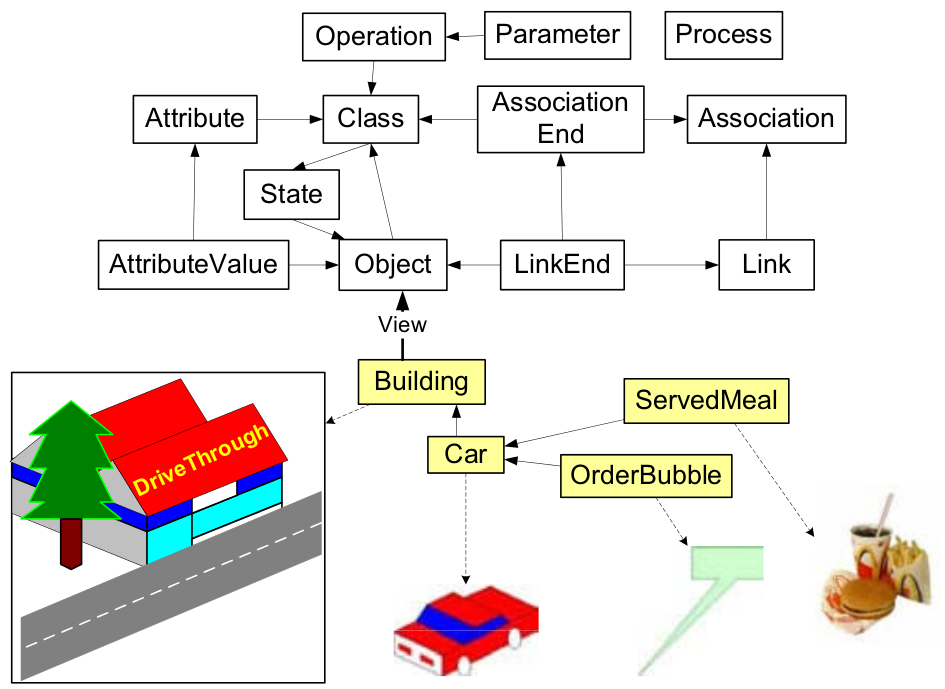 Operation
Parameter
Process
Attribute
Class
Association
End
Association
State
AttributeValue
Object
LinkEnd
Link
View
Building
ServedMeal
Car
OrderBubble
DriveThrough